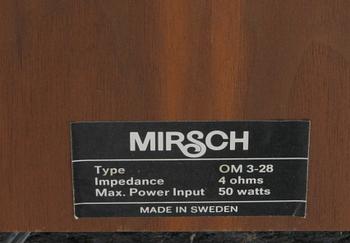 MIRSCH
Type OM 3-28
Impedance 4 ohms
Max. Power Input 50 watts
MADE IN SWEDEN